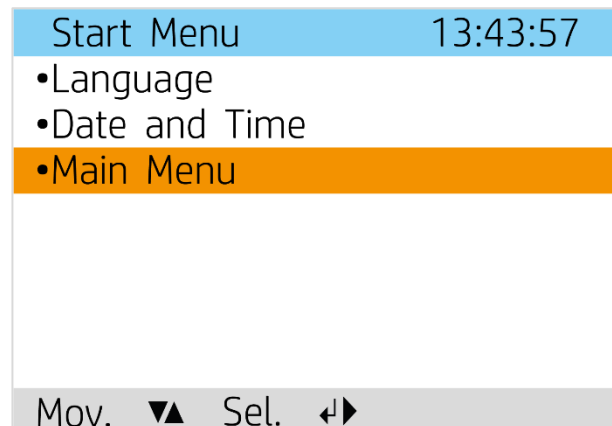 Start Menu 13:43:57
•Language
•Date and Time
•Main Menu
Mov. ▼▲ Sel. ↲▶